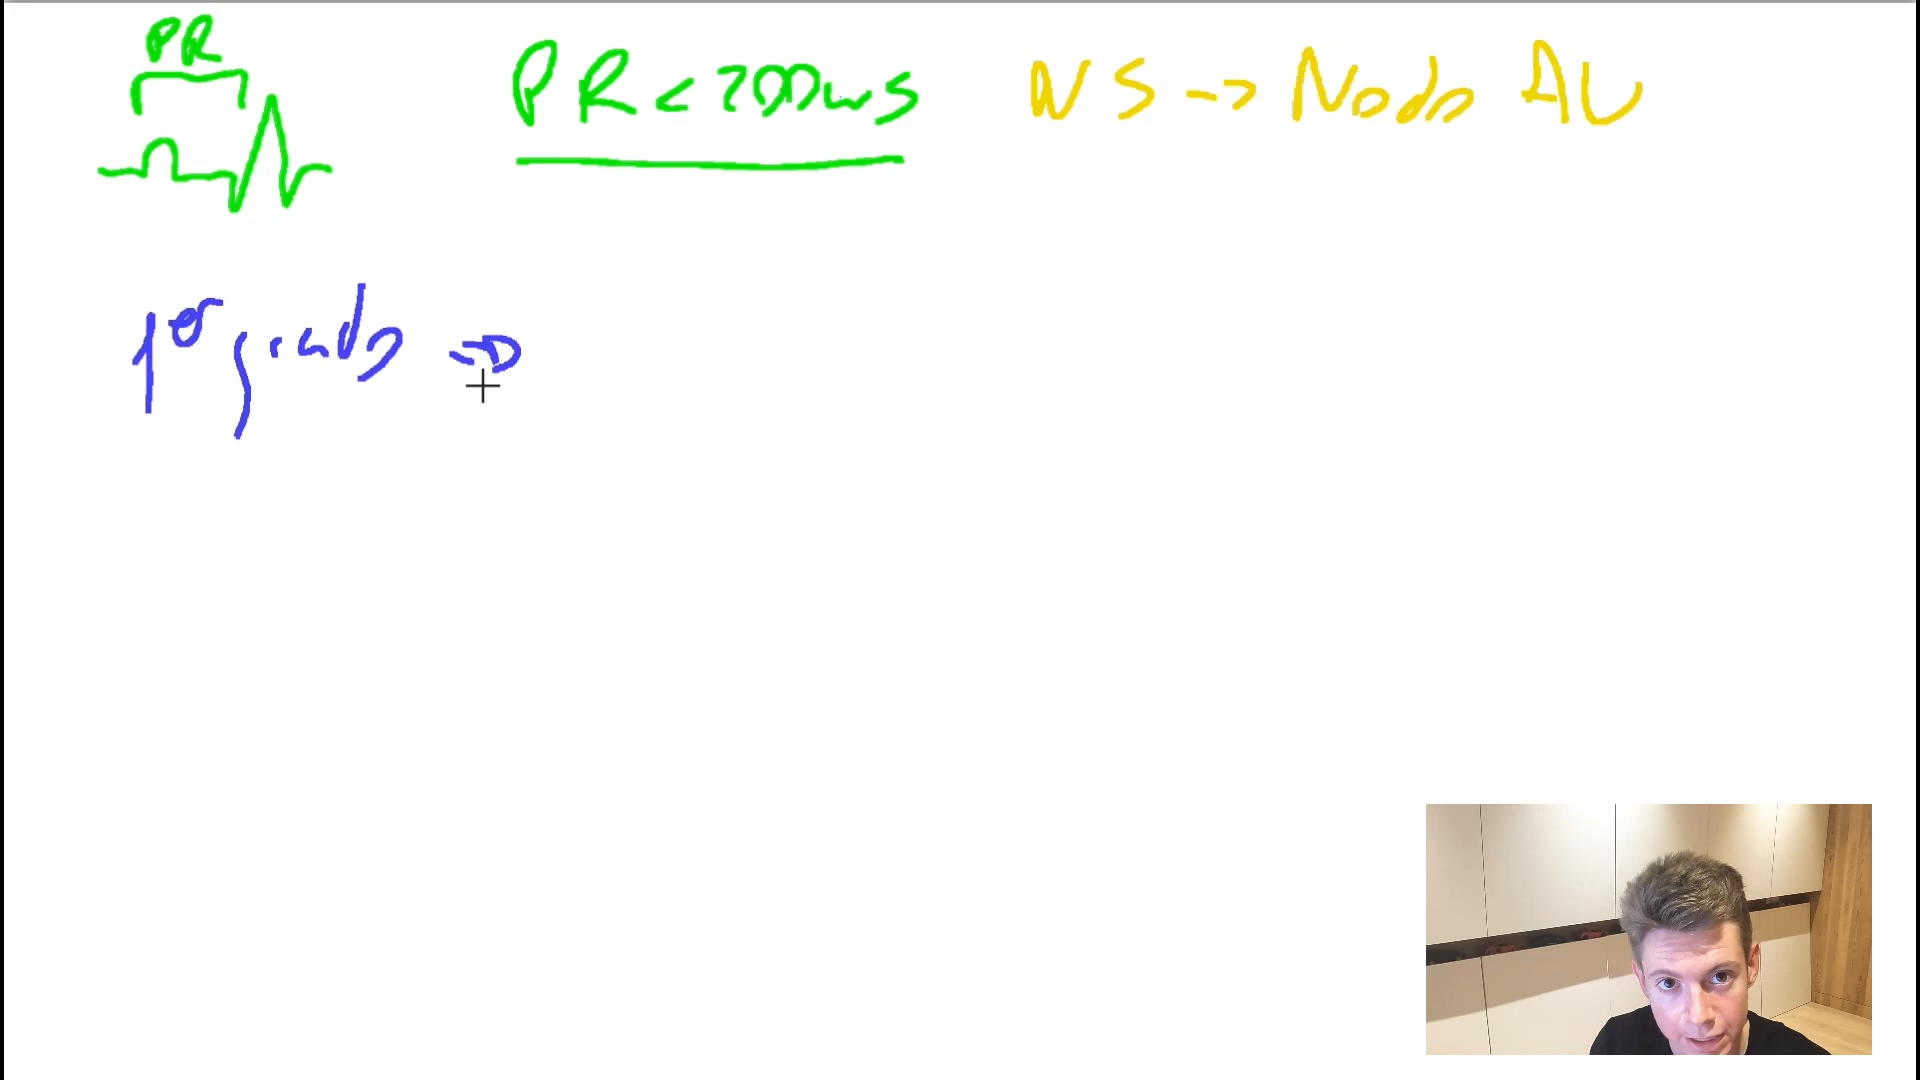 PR
PR < 200ms
NS → Nodo AV
1er grado ⇒